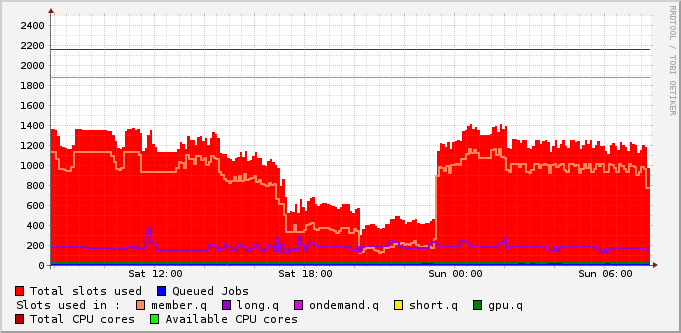 RRDTOOL / TOBI OETIKER
2400
2200
2000
1800
1600
1400
1200
1000
800
600
400
200
0
Sat 12:00 Sat 18:00 Sun 00:00 Sun 06:00
Total slots used Queued Jobs
Slots used in : member.q long.q ondemand.q short.q gpu.q
Total CPU cores Available CPU cores